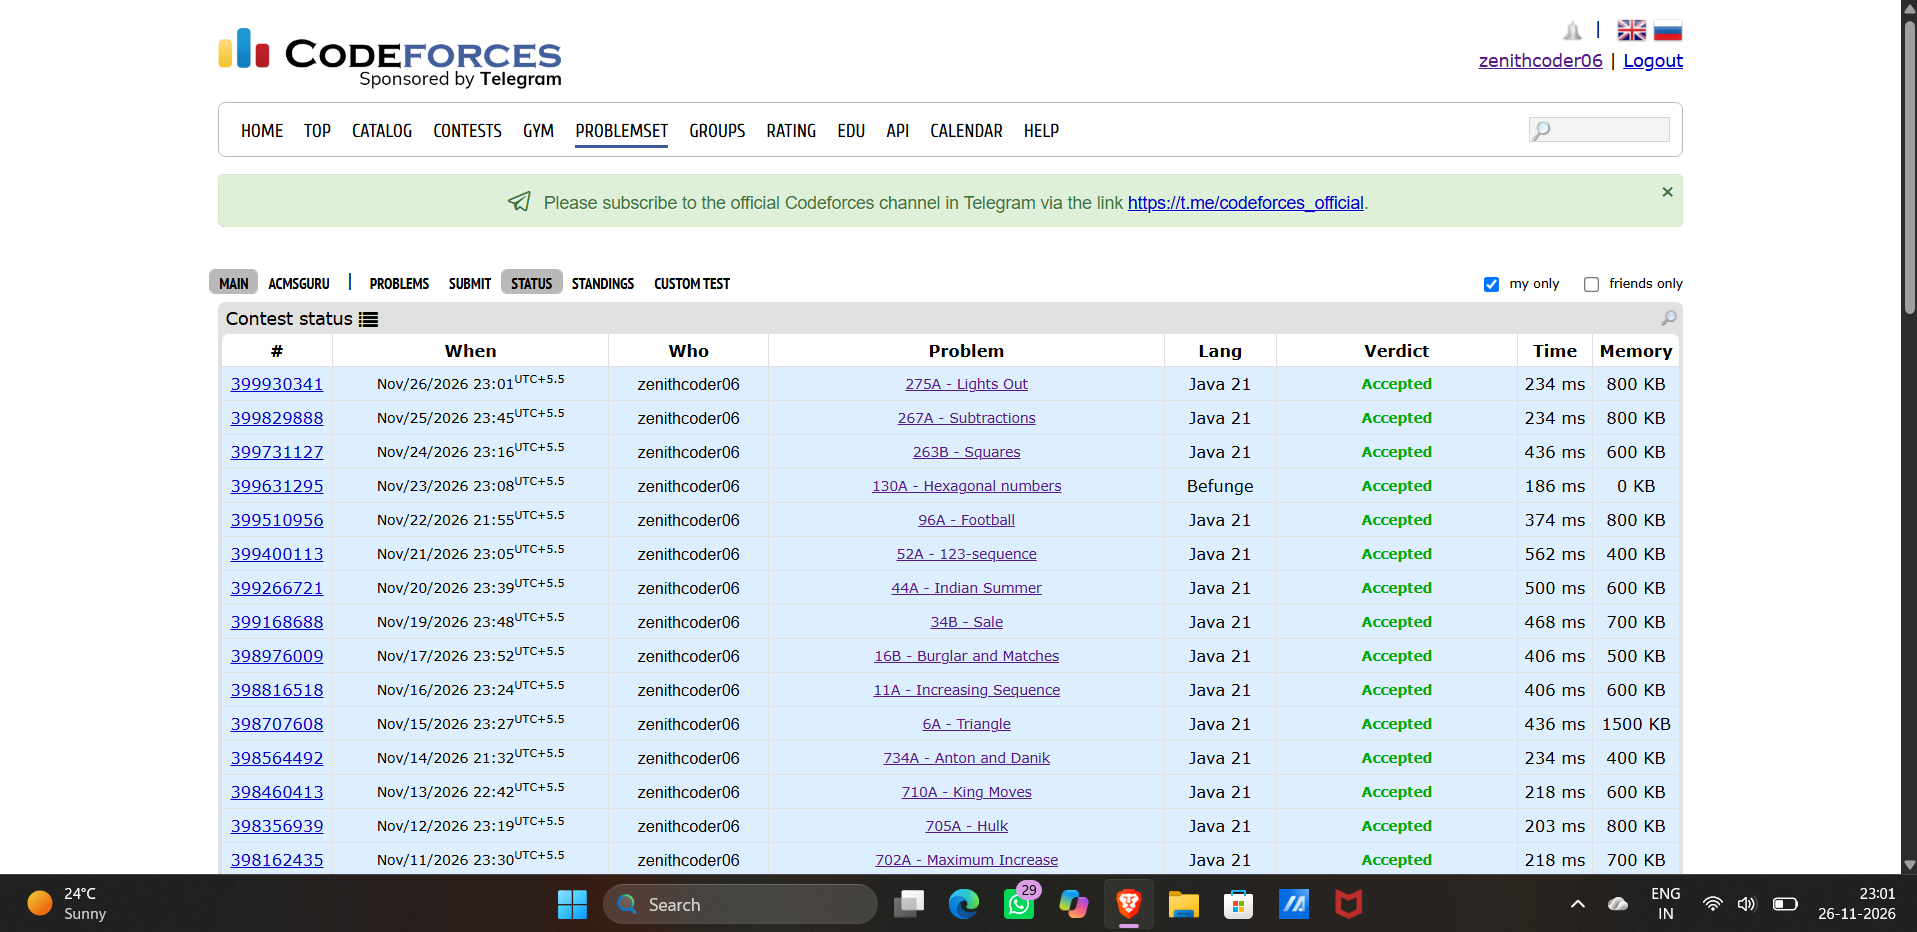 CODEFORCES
Sponsored by Telegram
zenithcoder06 | Logout
HOME TOP CATALOG CONTESTS GYM PROBLEMSET GROUPS RATING EDU API CALENDAR HELP
Please subscribe to the official Codeforces channel in Telegram via the link https://t.me/codeforces_official. ×
MAIN ACMSGURU | PROBLEMS SUBMIT STATUS STANDINGS CUSTOM TEST my only friends only
Contest status
# When Who Problem Lang Verdict Time Memory
399930341 Nov/26/2026 23:01UTC+5.5 zenithcoder06 275A - Lights Out Java 21 Accepted 234 ms 800 KB
399829888 Nov/25/2026 23:45UTC+5.5 zenithcoder06 267A - Subtractions Java 21 Accepted 234 ms 800 KB
399731127 Nov/24/2026 23:16UTC+5.5 zenithcoder06 263B - Squares Java 21 Accepted 436 ms 600 KB
399631295 Nov/23/2026 23:08UTC+5.5 zenithcoder06 130A - Hexagonal numbers Befunge Accepted 186 ms 0 KB
399510956 Nov/22/2026 21:55UTC+5.5 zenithcoder06 96A - Football Java 21 Accepted 374 ms 800 KB
399400113 Nov/21/2026 23:05UTC+5.5 zenithcoder06 52A - 123-sequence Java 21 Accepted 562 ms 400 KB
399266721 Nov/20/2026 23:39UTC+5.5 zenithcoder06 44A - Indian Summer Java 21 Accepted 500 ms 600 KB
399168688 Nov/19/2026 23:48UTC+5.5 zenithcoder06 34B - Sale Java 21 Accepted 468 ms 700 KB
398976009 Nov/17/2026 23:52UTC+5.5 zenithcoder06 16B - Burglar and Matches Java 21 Accepted 406 ms 500 KB
398816518 Nov/16/2026 23:24UTC+5.5 zenithcoder06 11A - Increasing Sequence Java 21 Accepted 406 ms 600 KB
398707608 Nov/15/2026 23:27UTC+5.5 zenithcoder06 6A - Triangle Java 21 Accepted 436 ms 1500 KB
398564492 Nov/14/2026 21:32UTC+5.5 zenithcoder06 734A - Anton and Danik Java 21 Accepted 234 ms 400 KB
398460413 Nov/13/2026 22:42UTC+5.5 zenithcoder06 710A - King Moves Java 21 Accepted 218 ms 600 KB
398356939 Nov/12/2026 23:19UTC+5.5 zenithcoder06 705A - Hulk Java 21 Accepted 203 ms 800 KB
398162435 Nov/11/2026 23:30UTC+5.5 zenithcoder06 702A - Maximum Increase Java 21 Accepted 218 ms 700 KB
24°C
Sunny
Search
29
ENG
IN
23:01
26-11-2026